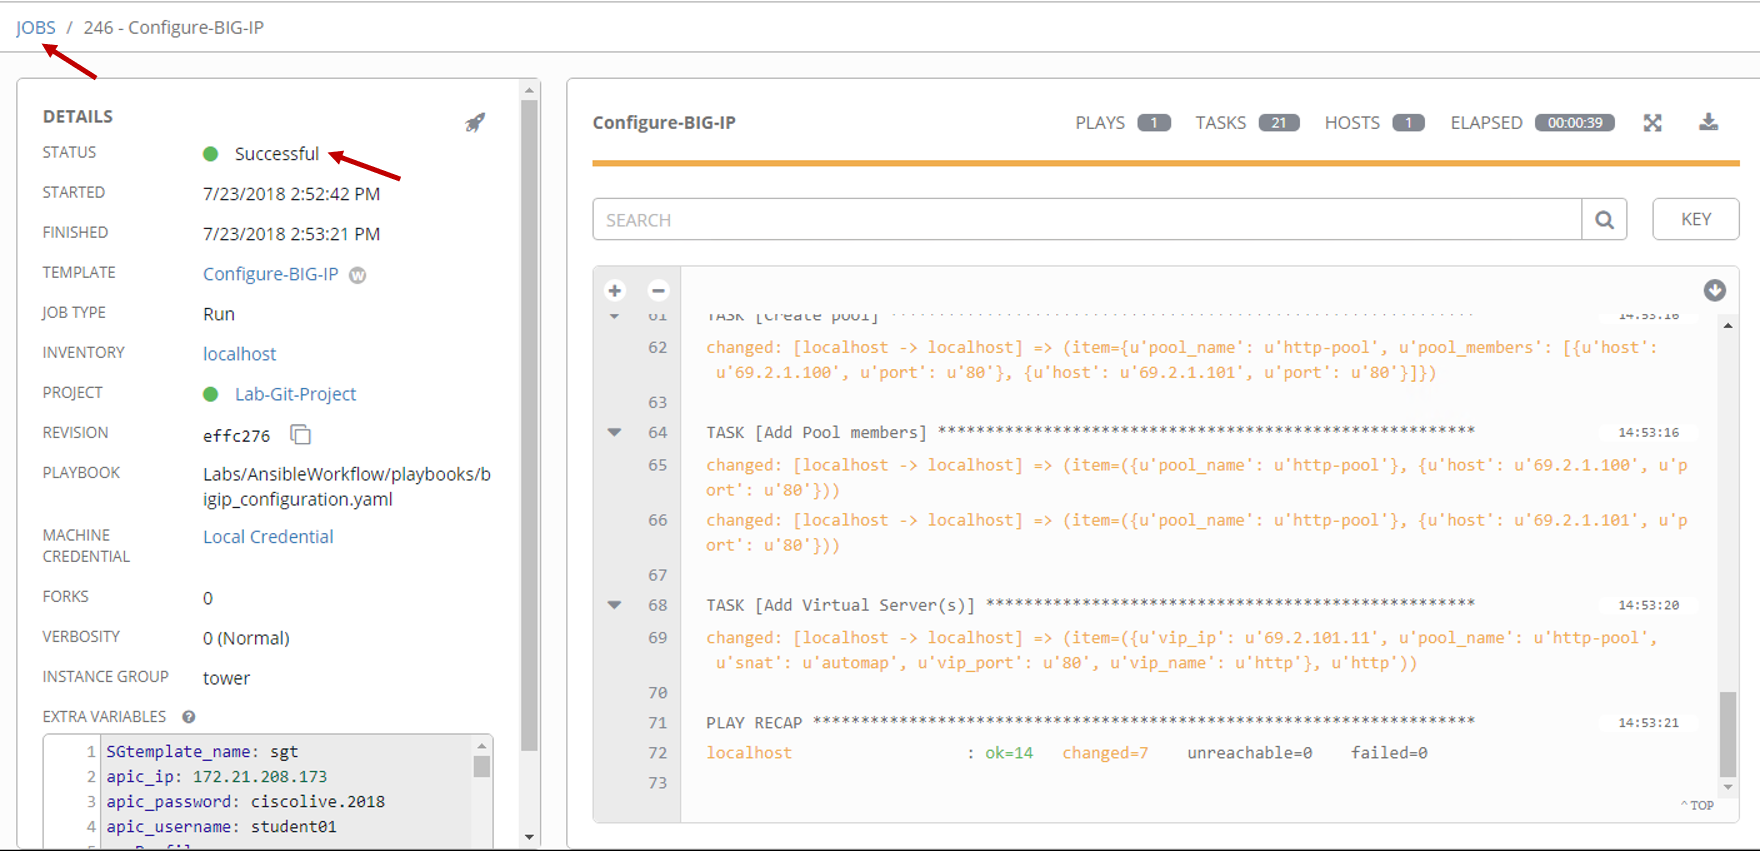 JOBS / 246 - Configure-BIG-IP
DETAILS
STATUS Successful
STARTED 7/23/2018 2:52:42 PM
FINISHED 7/23/2018 2:53:21 PM
TEMPLATE Configure-BIG-IP W
JOB TYPE Run
INVENTORY localhost
PROJECT Lab-Git-Project
REVISION effc276
PLAYBOOK Labs/AnsibleWorkflow/playbooks/b
igip_configuration.yaml
MACHINE Local Credential
CREDENTIAL
FORKS 0
VERBOSITY 0 (Normal)
INSTANCE GROUP tower
EXTRA VARIABLES ?
1 SGtemplate_name: sgt
2 apic_ip: 172.21.208.173
3 apic_password: ciscolive.2018
4 apic_username: student01
Configure-BIG-IP PLAYS 1 TASKS 21 HOSTS 1 ELAPSED 00:00:39
SEARCH KEY
61 TASK [Create pool] ************************************************************* 14:53:16
62 changed: [localhost -> localhost] => (item={u'pool_name': u'http-pool', u'pool_members': [{u'host':
u'69.2.1.100', u'port': u'80'}, {u'host': u'69.2.1.101', u'port': u'80'}]})
63
64 TASK [Add Pool members] ******************************************************** 14:53:16
65 changed: [localhost -> localhost] => (item=({u'pool_name': u'http-pool'}, {u'host': u'69.2.1.100', u'p
ort': u'80'}))
66 changed: [localhost -> localhost] => (item=({u'pool_name': u'http-pool'}, {u'host': u'69.2.1.101', u'p
ort': u'80'}))
67
68 TASK [Add Virtual Server(s)] *************************************************** 14:53:20
69 changed: [localhost -> localhost] => (item=({u'vip_ip': u'69.2.101.11', u'pool_name': u'http-pool',
u'snat': u'automap', u'vip_port': u'80', u'vip_name': u'http'}, u'http'))
70
71 PLAY RECAP ********************************************************************* 14:53:21
72 localhost : ok=14 changed=7 unreachable=0 failed=0
73
^ TOP